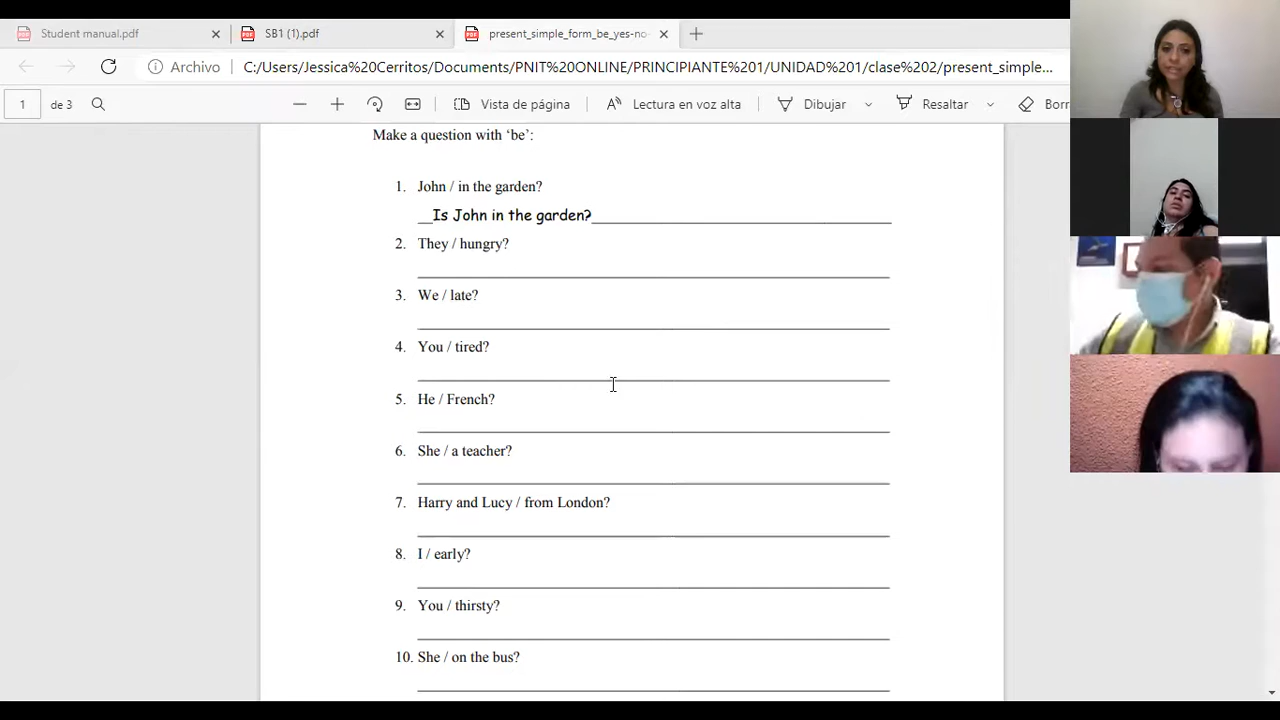 Student manual.pdf
SB1 (1).pdf
present_simple_form_be_yes-no-
Archivo
C:/Users/Jessica%20Cerritos/Documents/PNIT%20ONLINE/PRINCIPIANTE%201/UNIDAD%201/clase%202/present_simple...
1 de 3
Vista de página
Lectura en voz alta
Dibujar
Resaltar
Borr
Make a question with ‘be’:
1. John / in the garden?
__Is John in the garden?
2. They / hungry?
3. We / late?
4. You / tired?
5. He / French?
6. She / a teacher?
7. Harry and Lucy / from London?
8. I / early?
9. You / thirsty?
10. She / on the bus?